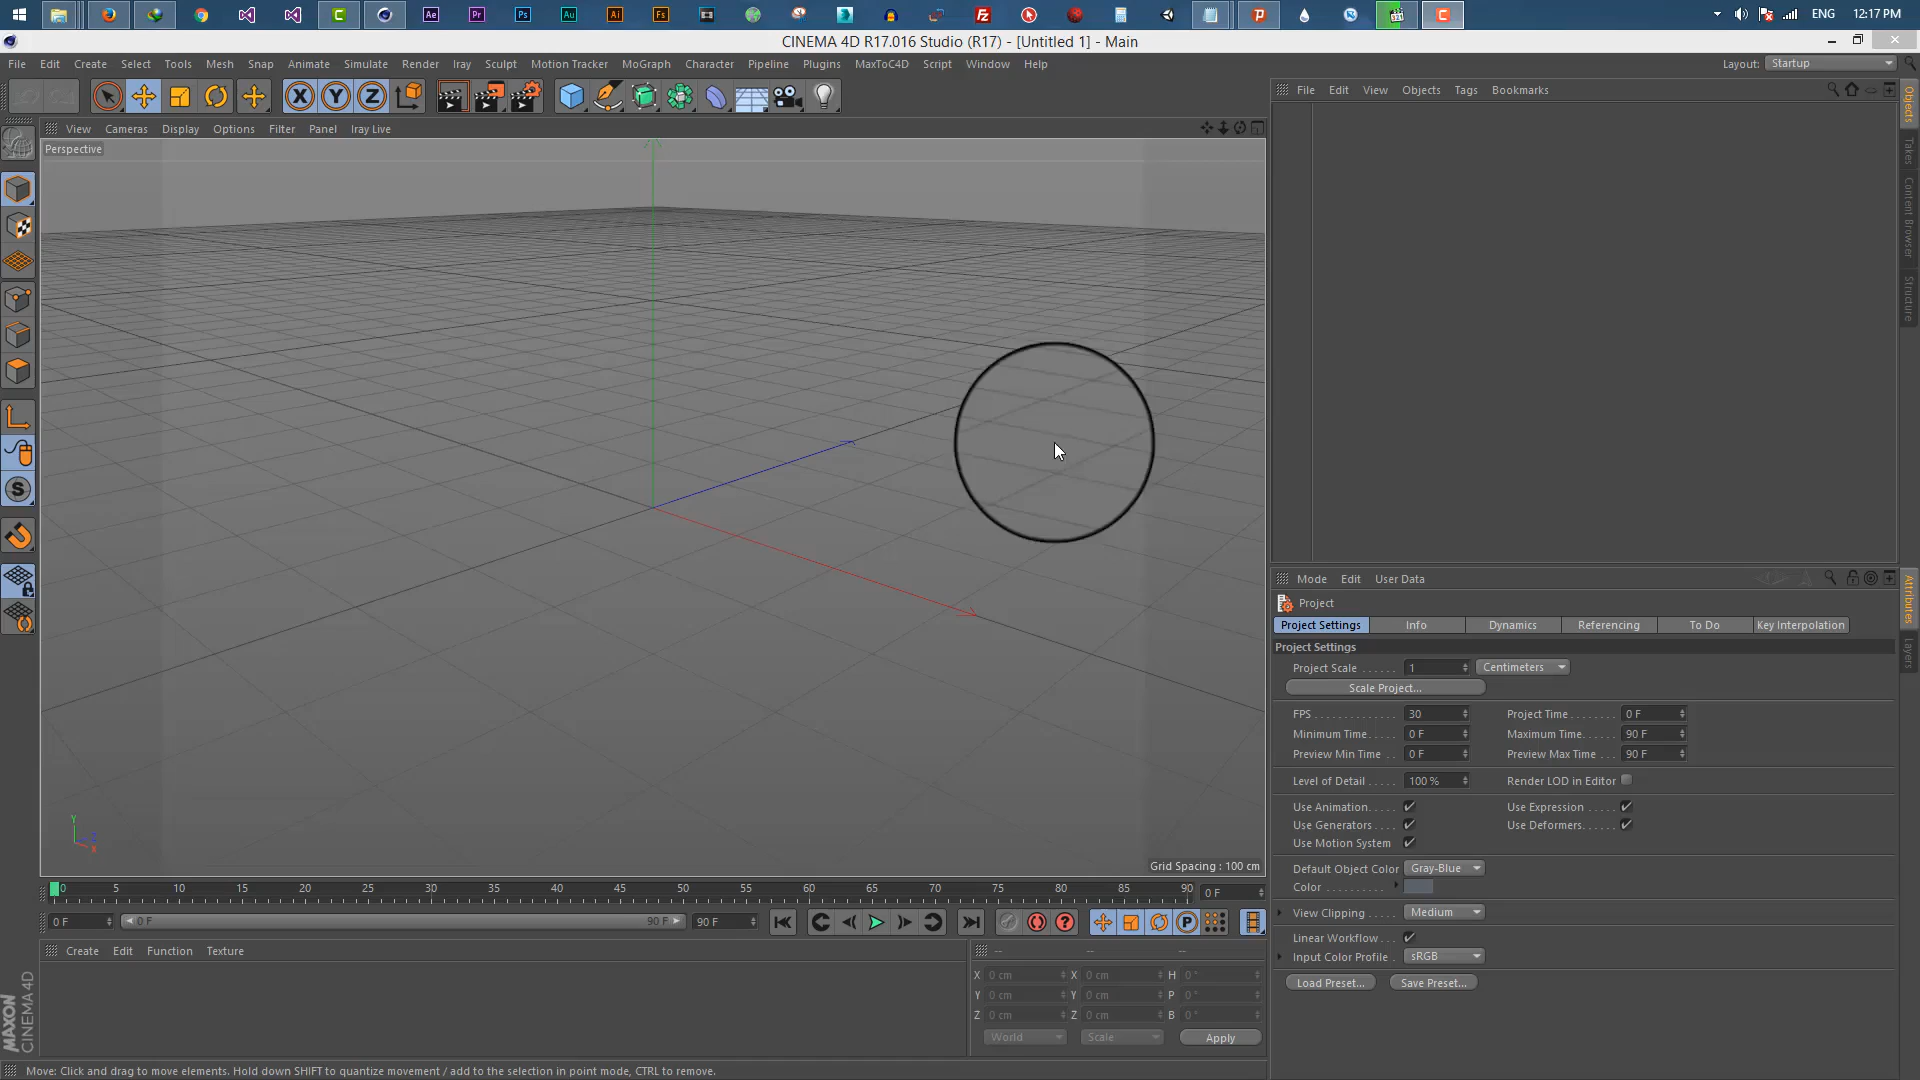 ENG 12:17 PM
CINEMA 4D R17.016 Studio (R17) - [Untitled 1] - Main
File Edit Create Select Tools Mesh Snap Animate Simulate Render Iray Sculpt Motion Tracker MoGraph Character Pipeline Plugins MaxToC4D Script Window Help Layout: Startup
File Edit View Objects Tags Bookmarks
View Cameras Display Options Filter Panel Iray Live
Perspective
Objects
Takes
Content Browser
Structure
Grid Spacing : 100 cm
Mode Edit User Data
Project
Project Settings Info Dynamics Referencing To Do Key Interpolation
Project Settings
Project Scale 1 Centimeters
Scale Project...
FPS 30 Project Time 0 F
Minimum Time 0 F Maximum Time 90 F
Preview Min Time 0 F Preview Max Time 90 F
Level of Detail 100 % Render LOD in Editor
Use Animation Use Expression
Use Generators Use Deformers
Use Motion System
Default Object Color Gray-Blue
Color
View Clipping Medium
Linear Workflow
Input Color Profile sRGB
Load Preset... Save Preset...
Attributes
Layers
0 5 10 15 20 25 30 35 40 45 50 55 60 65 70 75 80 85 90 0 F
0 F 0 F 90 F 90 F
Create Edit Function Texture
X 0 cm X 0 cm H 0 °
Y 0 cm Y 0 cm P 0 °
Z 0 cm Z 0 cm B 0 °
World Scale Apply
MAXON
CINEMA 4D
Move: Click and drag to move elements. Hold down SHIFT to quantize movement / add to the selection in point mode, CTRL to remove.